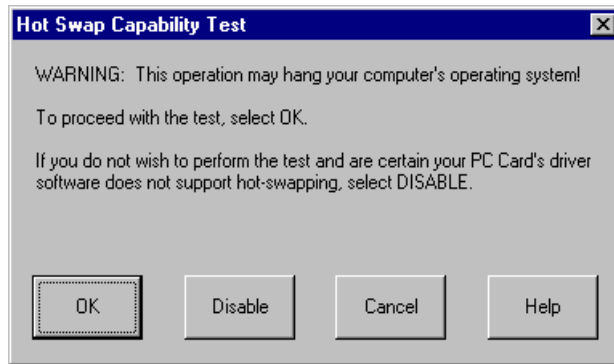 Hot Swap Capability Test
WARNING:  This operation may hang your computer's operating system!
To proceed with the test, select OK.
If you do not wish to perform the test and are certain your PC Card's driver
software does not support hot-swapping, select DISABLE.
OK
Disable
Cancel
Help